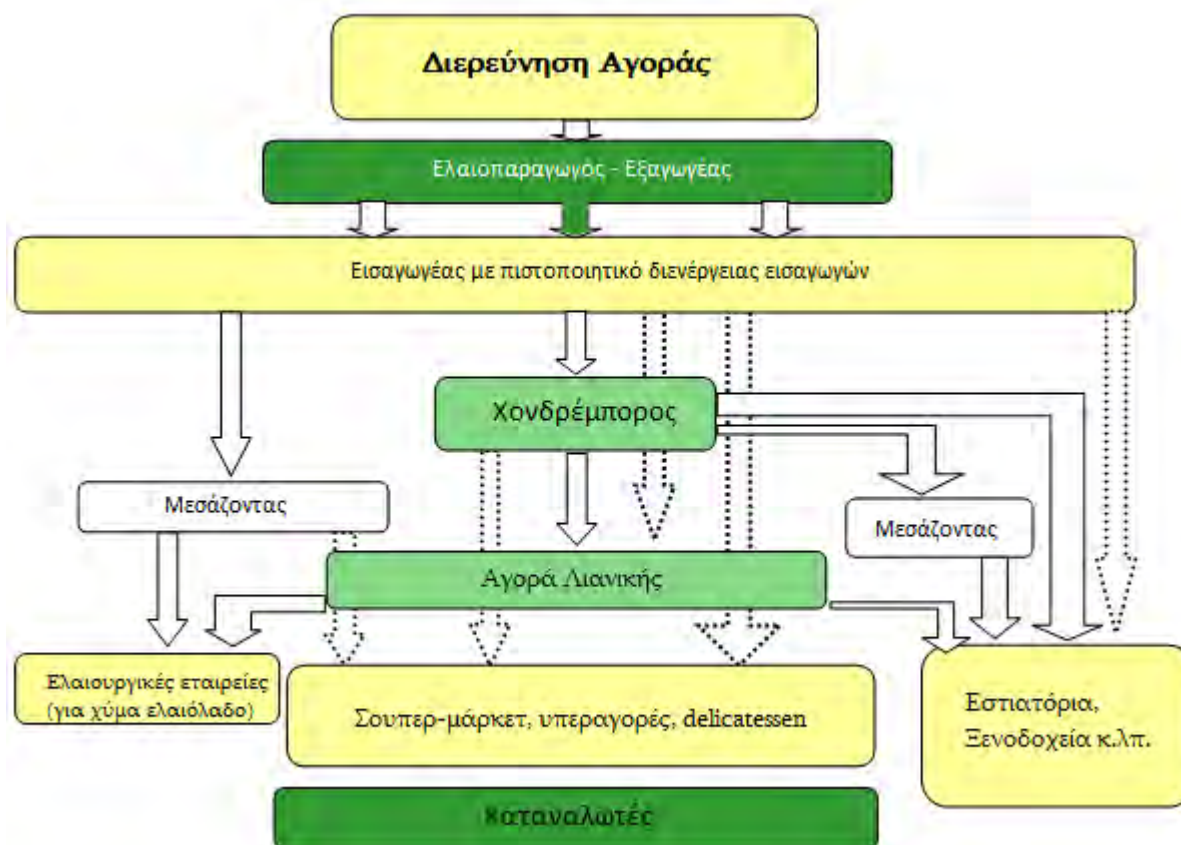 Διερεύνηση Αγοράς
Ελαιοπαραγωγός - Εξαγωγέας
Εισαγωγέας με πιστοποιητικό διενέργειας εισαγωγών
Χονδρέμπορος
Μεσάζοντας
Μεσάζοντας
Αγορά Λιανικής
Ελαιουργικές εταιρείες
(για χύμα ελαιόλαδο)
Σουπερ-μάρκετ, υπεραγορές, delicatessen
Εστιατόρια,
Ξενοδοχεία κ.λπ.
Καταναλωτές